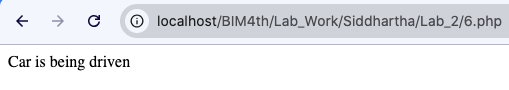 localhost/BIM4th/Lab_Work/Siddhartha/Lab_2/6.php
Car is being driven